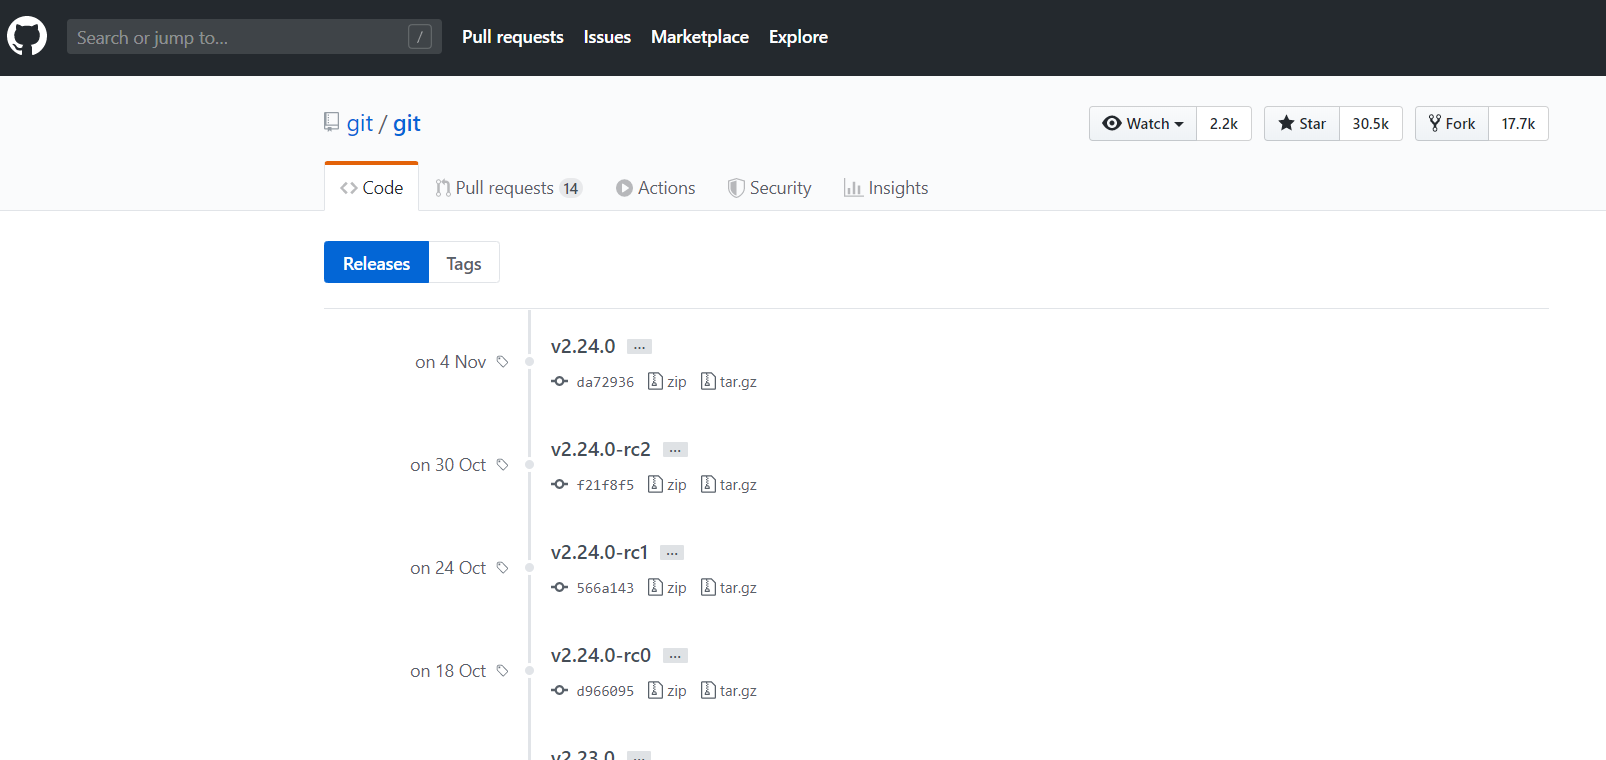 Search or jump to... / Pull requests Issues Marketplace Explore
git / git Watch 2.2k Star 30.5k Fork 17.7k
Code Pull requests 14 Actions Security Insights
Releases Tags
on 4 Nov v2.24.0 ...
da72936 zip tar.gz
on 30 Oct v2.24.0-rc2 ...
f21f8f5 zip tar.gz
on 24 Oct v2.24.0-rc1 ...
566a143 zip tar.gz
on 18 Oct v2.24.0-rc0 ...
d966095 zip tar.gz
v2.23.0 ...